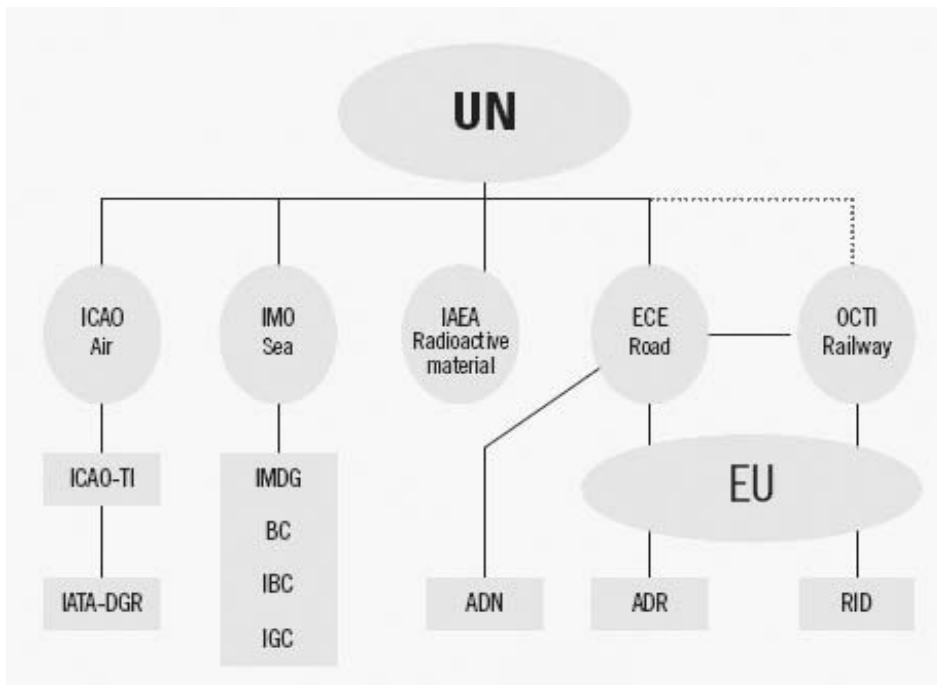 UN
ICAO
Air
IMO
Sea
IAEA
Radioactive
material
ECE
Road
OCTI
Railway
ICAO-TI
IMDG
EU
BC
IBC
IATA-DGR
ADN
ADR
RID
IGC